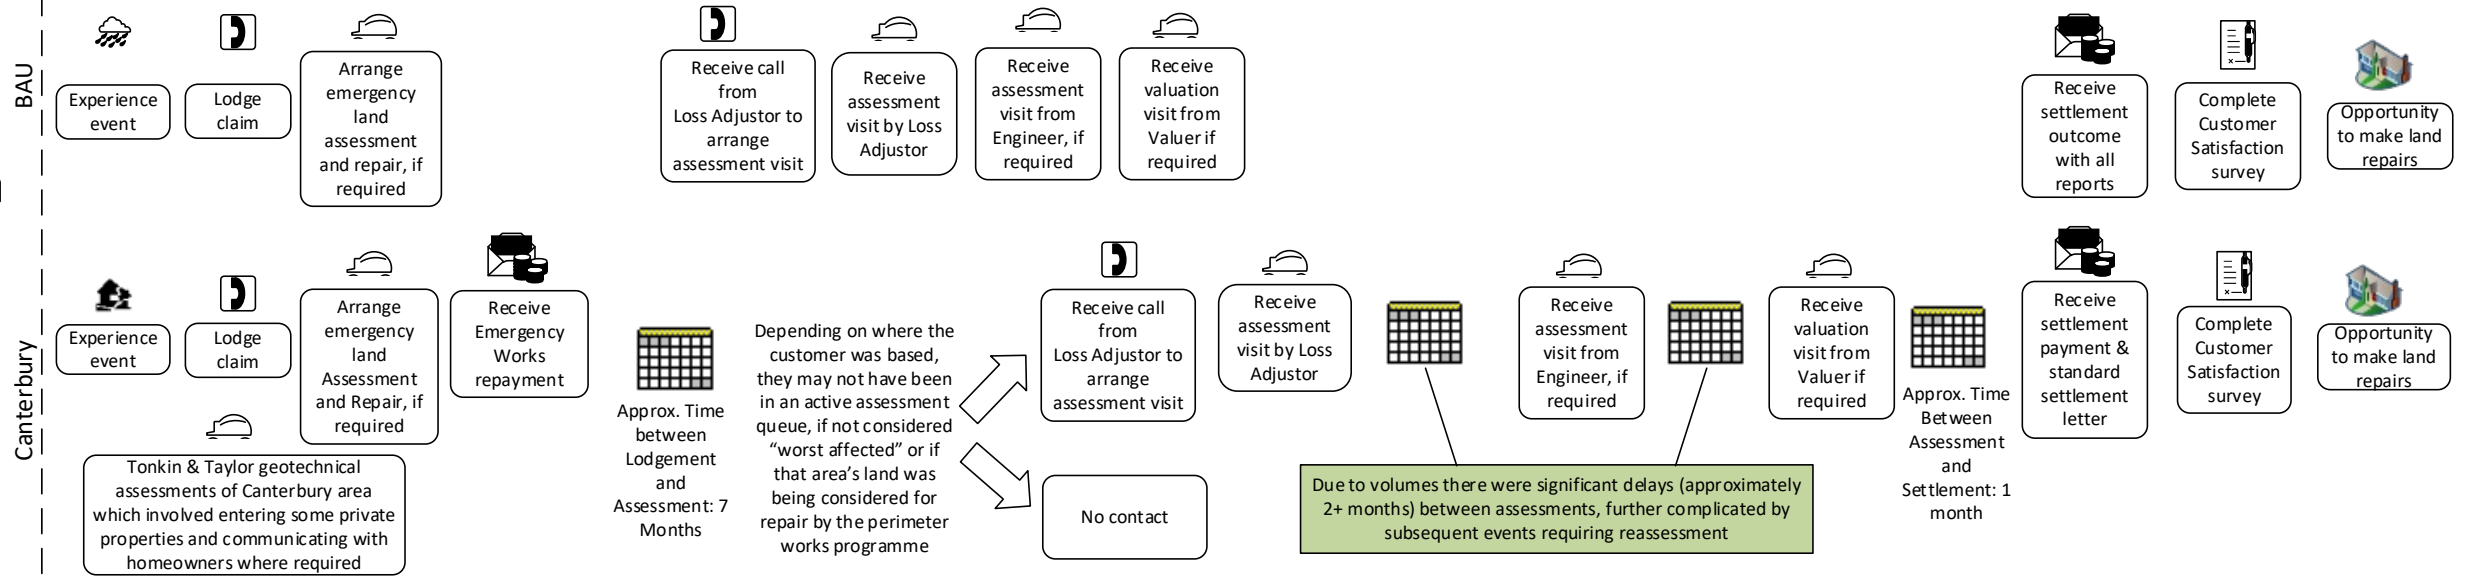 BAU
Experience
event
Lodge
claim
Arrange
emergency
land
assessment
and repair, if
required
Receive call
from
Loss Adjustor to
arrange
assessment visit
Receive
assessment
visit by Loss
Adjustor
Receive
assessment
visit from
Engineer, if
required
Receive
valuation
visit from
Valuer if
required
Receive
settlement
outcome
with all
reports
Complete
Customer
Satisfaction
survey
Opportunity
to make land
repairs
Canterbury
Experience
event
Lodge
claim
Arrange
emergency
land
Assessment
and Repair, if
required
Receive
Emergency
Works
repayment
Tonkin & Taylor geotechnical
assessments of Canterbury area
which involved entering some private
properties and communicating with
homeowners where required
Approx. Time
between
Lodgement
and
Assessment: 7
Months
Depending on where the
customer was based,
they may not have been
in an active assessment
queue, if not considered
“worst affected” or if
that area’s land was
being considered for
repair by the perimeter
works programme
Receive call
from
Loss Adjustor to
arrange
assessment visit
No contact
Receive
assessment
visit by Loss
Adjustor
Receive
assessment
visit from
Engineer, if
required
Receive
valuation
visit from
Valuer if
required
Due to volumes there were significant delays (approximately
2+ months) between assessments, further complicated by
subsequent events requiring reassessment
Approx. Time
Between
Assessment
and
Settlement: 1
month
Receive
settlement
payment &
standard
settlement
letter
Complete
Customer
Satisfaction
survey
Opportunity
to make land
repairs